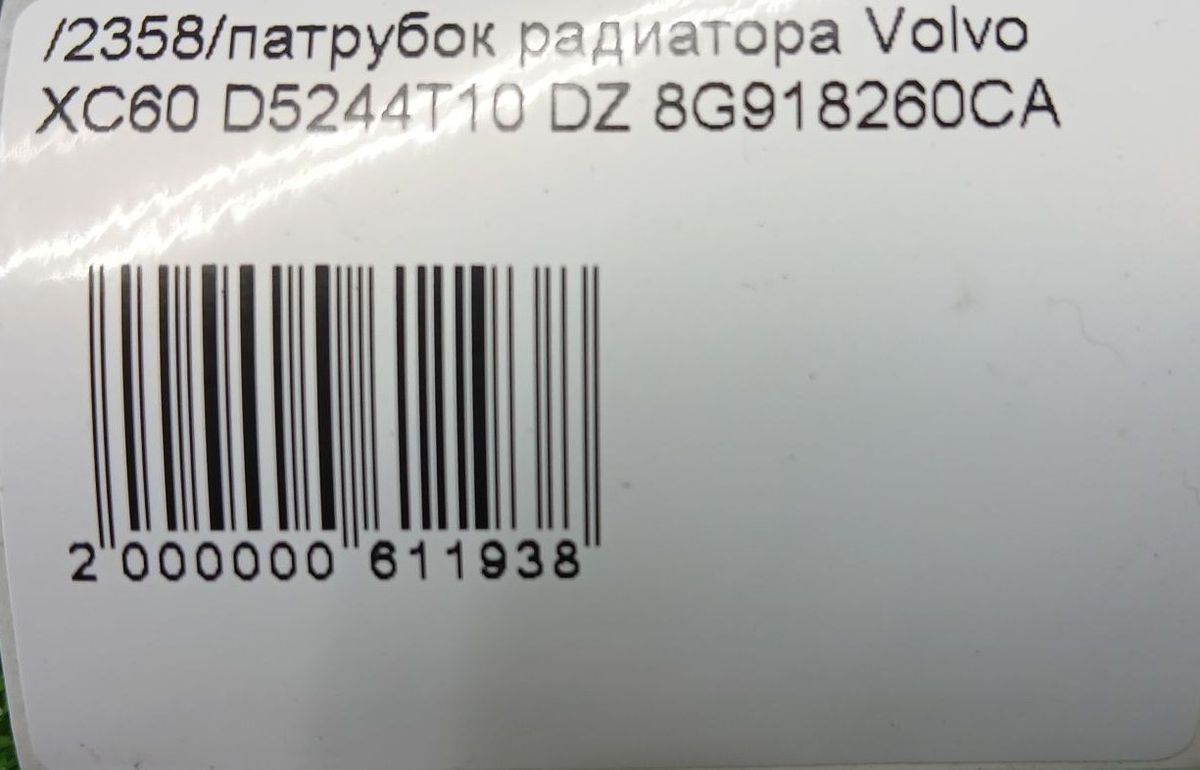 /2358/патрубок радиатора Volvo
XC60 D5244T10 DZ 8G918260CA
2 000000 611938